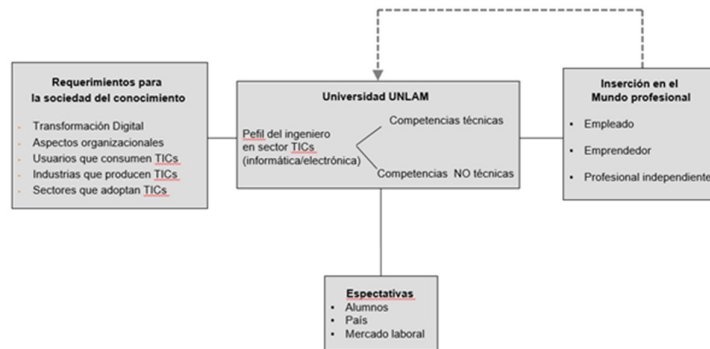 Requerimientos para
la sociedad del conocimiento
Transformación Digital
Aspectos organizacionales
Usuarios que consumen TICs
Industrias que producen TICs
Sectores que adoptan TICs
Universidad UNLAM
Pefil del ingeniero
en sector TICs
(informática/electrónica)
Competencias técnicas
Competencias NO técnicas
Inserción en el
Mundo profesional
Empleado
Emprendedor
Profesional independiente
Espectativas
Alumnos
País
Mercado laboral